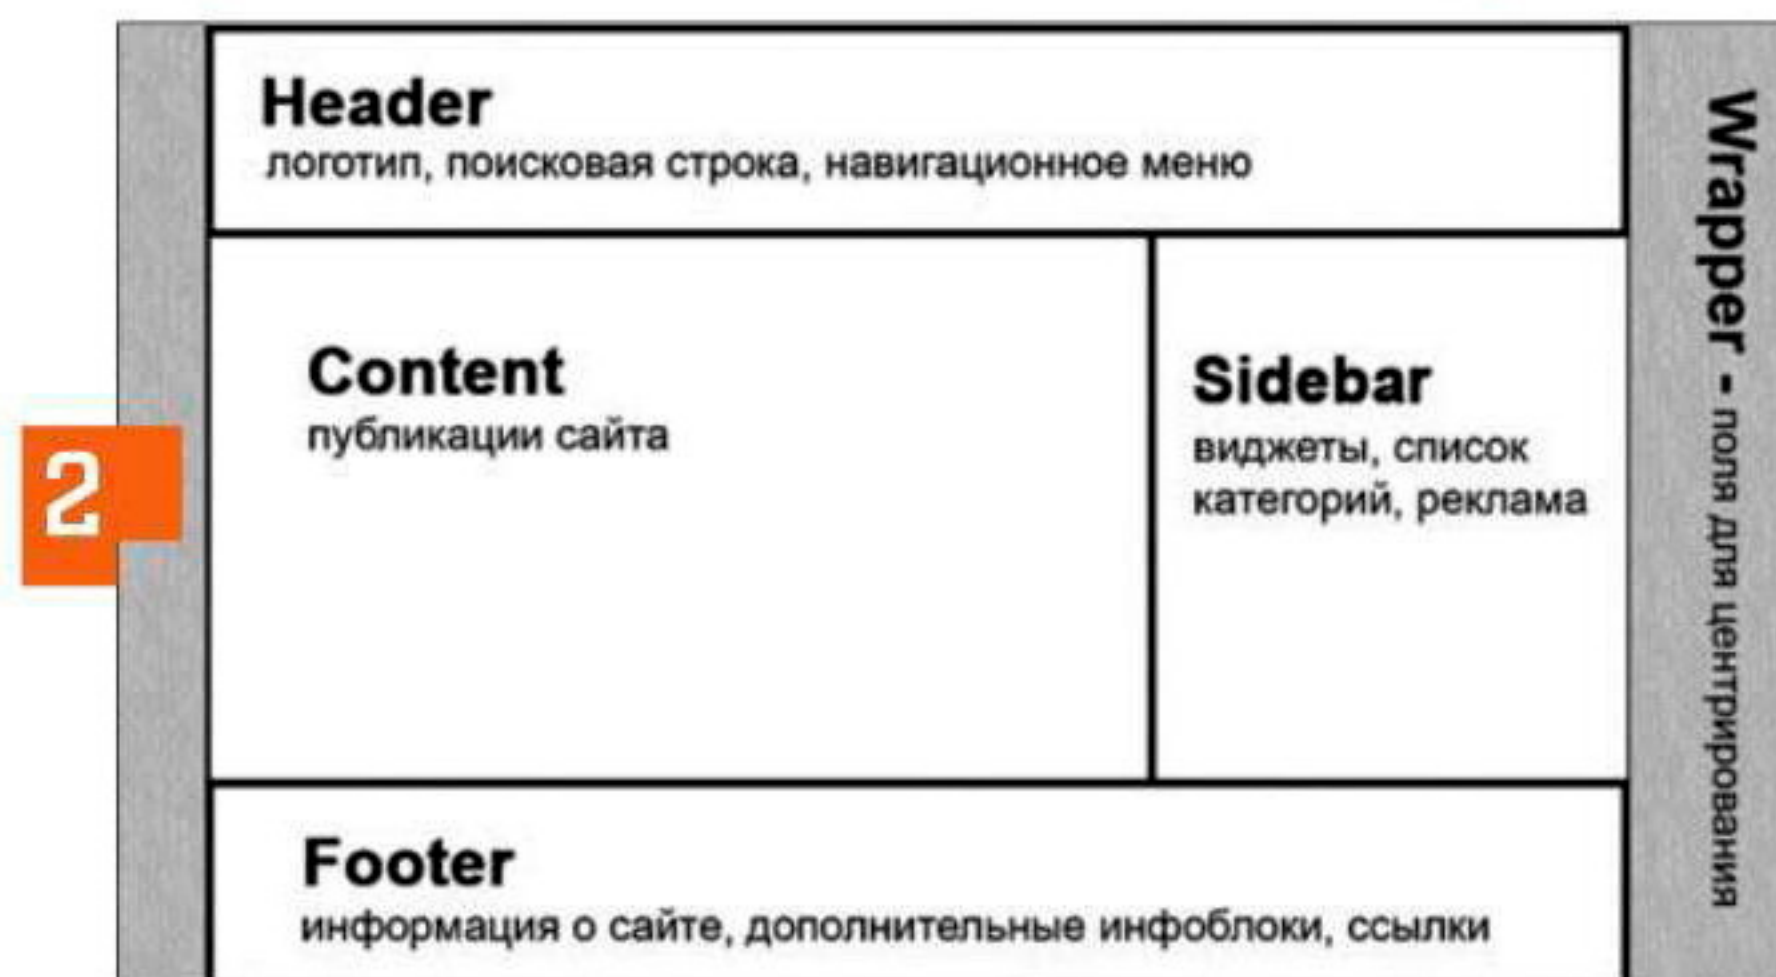 Header
логотип, поисковая строка, навигационное меню
Content
публикации сайта
Sidebar
виджеты, список
категорий, реклама
Wrapper - поля для центрирования
2
Footer
информация о сайте, дополнительные инфоблоки, ссылки